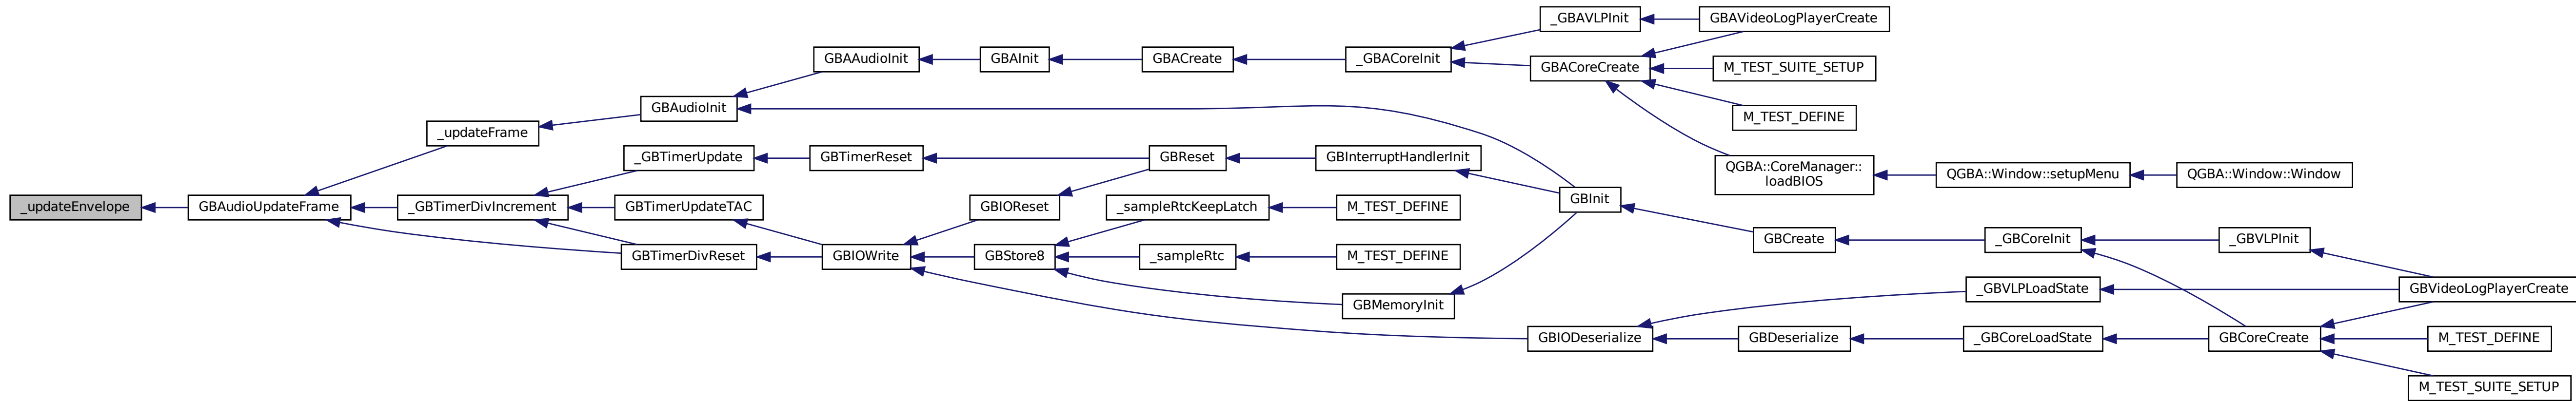 _updateEnvelope
GBAudioUpdateFrame
_updateFrame
GBAudioInit
GBAAudioInit
GBAInit
GBACreate
_GBACoreInit
_GBAVLPInit
GBAVideoLogPlayerCreate
GBACoreCreate
M_TEST_SUITE_SETUP
M_TEST_DEFINE
QGBA::CoreManager::
loadBIOS
QGBA::Window::setupMenu
QGBA::Window::Window
_GBTimerDivIncrement
_GBTimerUpdate
GBTimerReset
GBReset
GBInterruptHandlerInit
GBInit
GBTimerUpdateTAC
GBTimerDivReset
GBIOWrite
GBIOReset
GBStore8
_sampleRtcKeepLatch
M_TEST_DEFINE
_sampleRtc
M_TEST_DEFINE
GBMemoryInit
GBCreate
_GBCoreInit
_GBVLPInit
GBIODeserialize
_GBVLPLoadState
GBVideoLogPlayerCreate
GBDeserialize
_GBCoreLoadState
GBCoreCreate
M_TEST_DEFINE
M_TEST_SUITE_SETUP